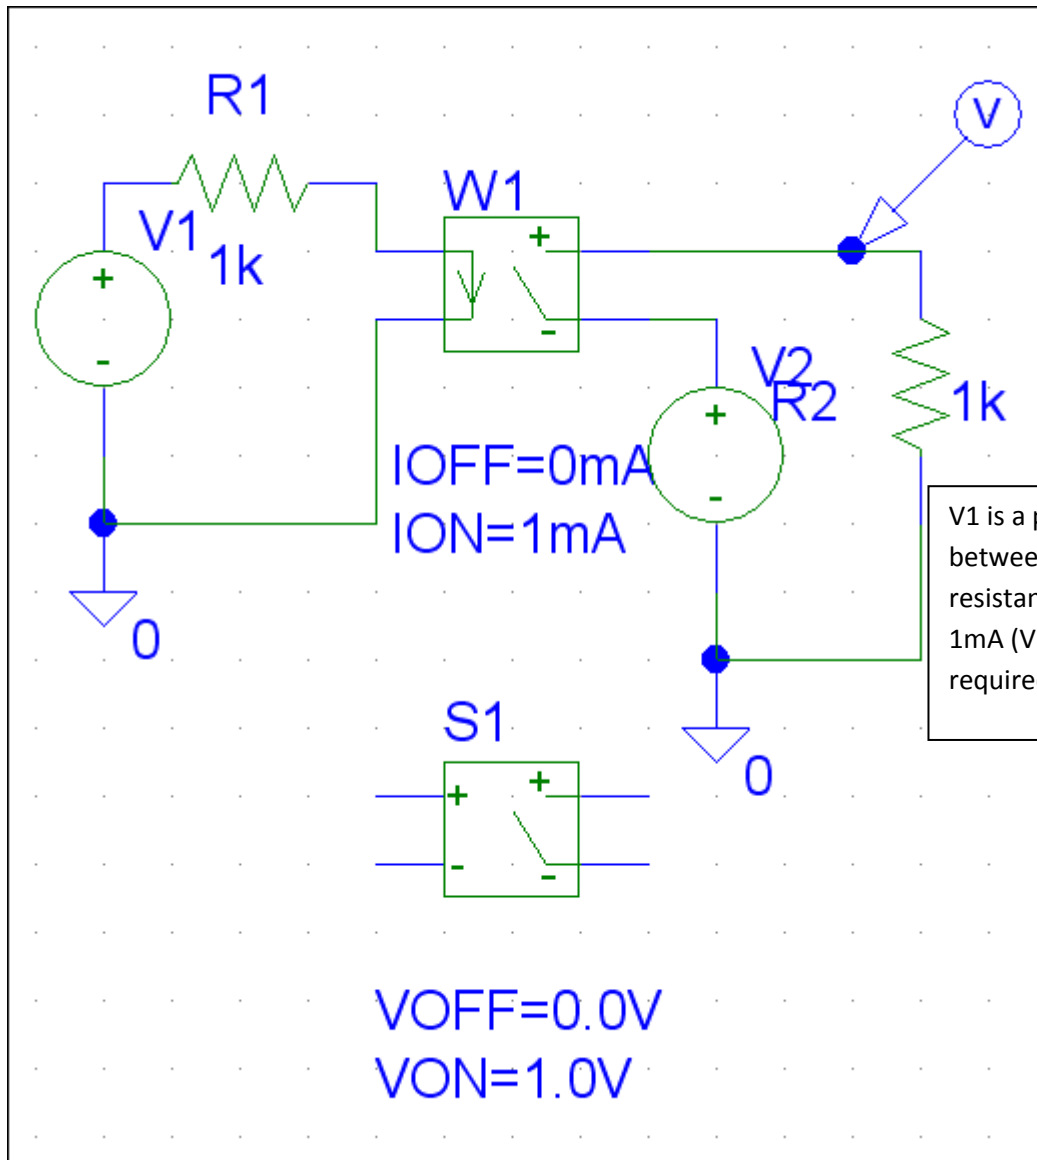 R1
V
V1
1k
W1
+
+
-
-
V2
+
R2
1k
-
IOFF=0mA
ION=1mA
V1 is a p
betwee
resistan
1mA (V
require
0
0
S1
+
+
-
-
VOFF=0.0V
VON=1.0V